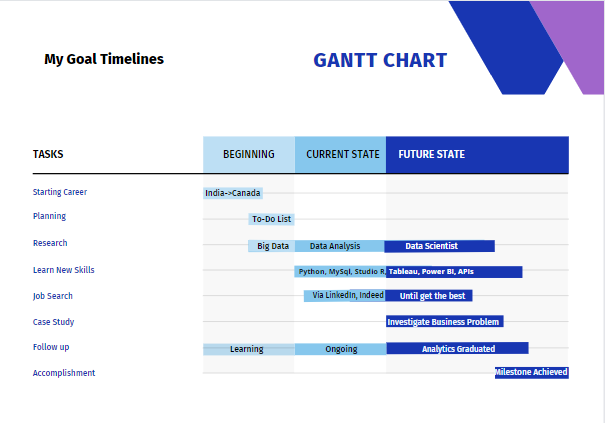 My Goal Timelines
GANTT CHART
TASKS BEGINNING CURRENT STATE FUTURE STATE
Starting Career India->Canada
Planning To-Do List
Research Big Data Data Analysis Data Scientist
Learn New Skills Python, MySql, Studio R, Tableau, Power BI, APIs
Job Search Via LinkedIn, Indeed Until get the best
Case Study Investigate Business Problem
Follow up Learning Ongoing Analytics Graduated
Accomplishment Milestone Achieved